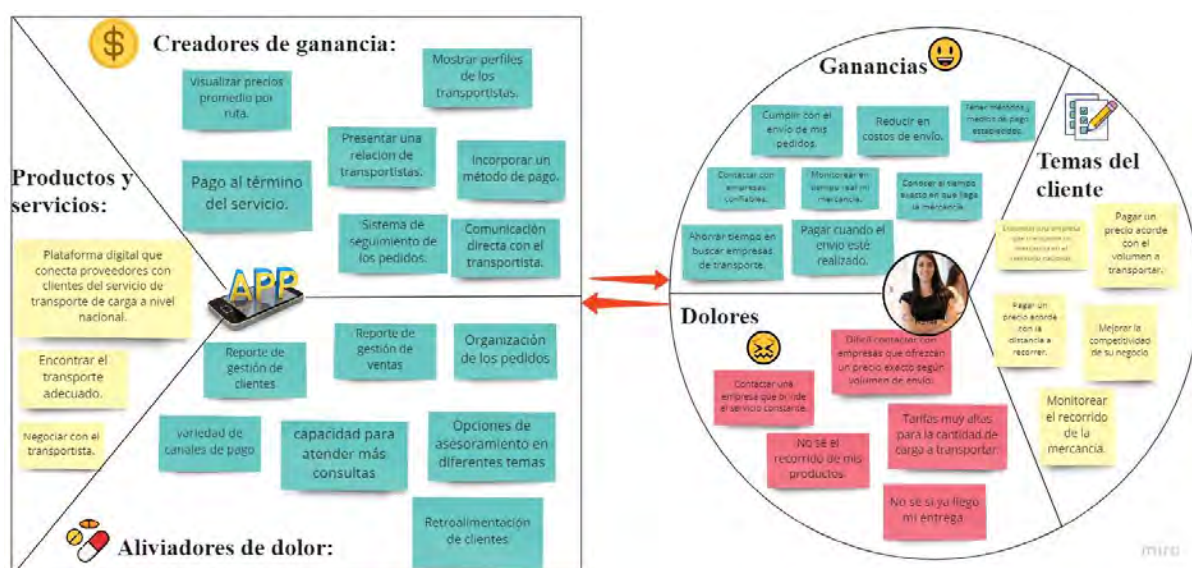 Creadores de ganancia:
Visualizar precios
promedio por
ruta.
Mostrar perfiles
de los
transportistas.
Presentar una
relación de
transportistas.
Incorporar un
método de pago.
Pago al término
del servicio.
Sistema de
seguimiento de
los pedidos.
Comunicación
directa con el
transportista.
Productos y
servicios:
Plataforma digital que
conecta proveedores con
clientes del servicio de
transporte de carga a nivel
nacional.
Encontrar el
transporte
adecuado.
Negociar con el
transportista.
APP
Reporte de
gestión de
clientes
Reporte de
gestión de
ventas
Organización
de los pedidos
variedad de
canales de pago
capacidad para
atender más
consultas
Opciones de
asesoramiento en
diferentes temas
Retroalimentación
de clientes
Aliviadores de dolor:
Ganancias
Cumplir con el
envío de mis
pedidos.
Reducir en
costos de envío.
Tener métodos y
medios de pago
establecidos.
Contactar con
empresas
confiables.
Monitorear en
tiempo real mi
mercancía.
Conocer el tiempo
exacto en que llega
la mercancía.
Ahorrar tiempo en
buscar empresas
de transporte.
Pagar cuando el
envío esté
realizado.
Temas del
cliente
Pagar un
precio acorde
con el
volumen a
transportar.
Pagar un
precio acorde
con la
distancia a
recorrer.
Mejorar la
competitividad
de su negocio
Monitorear
el recorrido
de la
mercancía.
Dolores
Difícil contactar con
empresas que ofrezcan
un precio exacto según
volumen de envío.
Contactar una
empresa que brinde
el servicio constante.
Tarifas muy altas
para la cantidad de
carga a transportar.
No sé el
recorrido de mis
productos.
No sé si ya llegó
mi entrega
miro